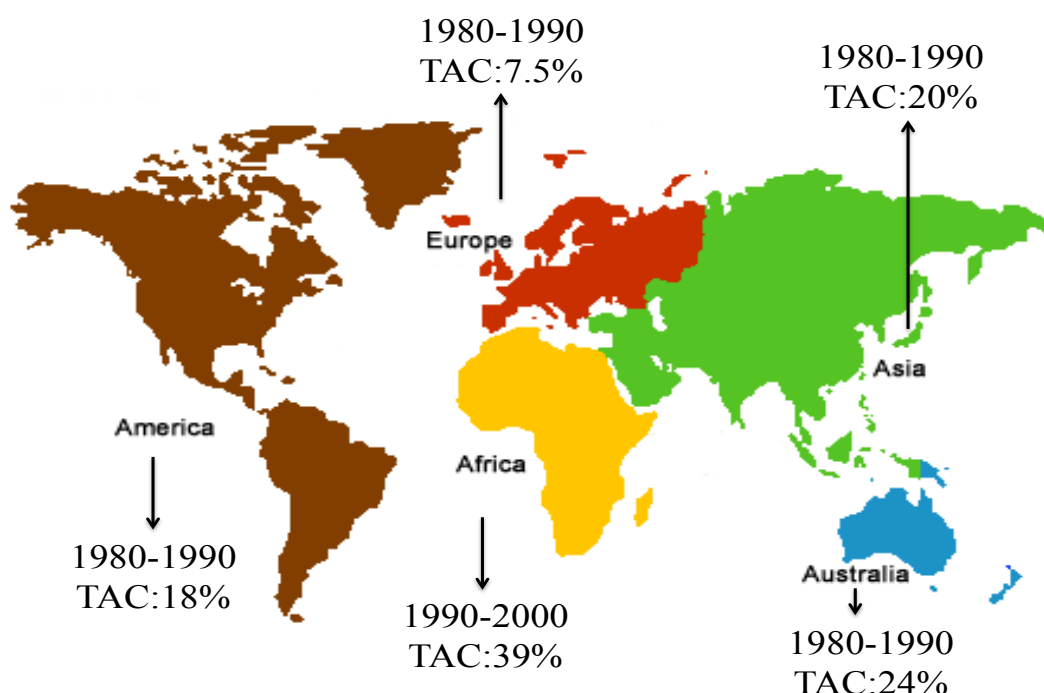 1980-1990
TAC:7.5%
1980-1990
TAC:20%
Europe
Asia
America
Africa
1980-1990
TAC:18%
Australia
1990-2000
TAC:39%
1980-1990
TAC:24%